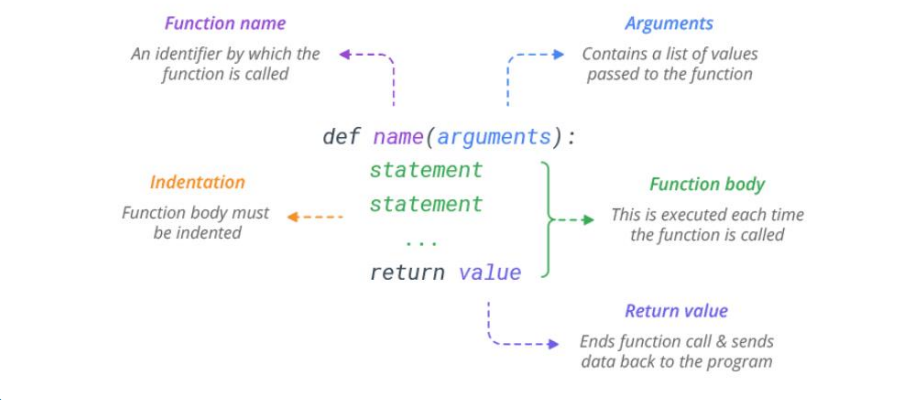 Function name
An identifier by which the
function is called
Arguments
Contains a list of values
passed to the function
def name(arguments):
statement
statement
...
return value
Indentation
Function body must
be indented
Function body
This is executed each time
the function is called
Return value
Ends function call & sends
data back to the program